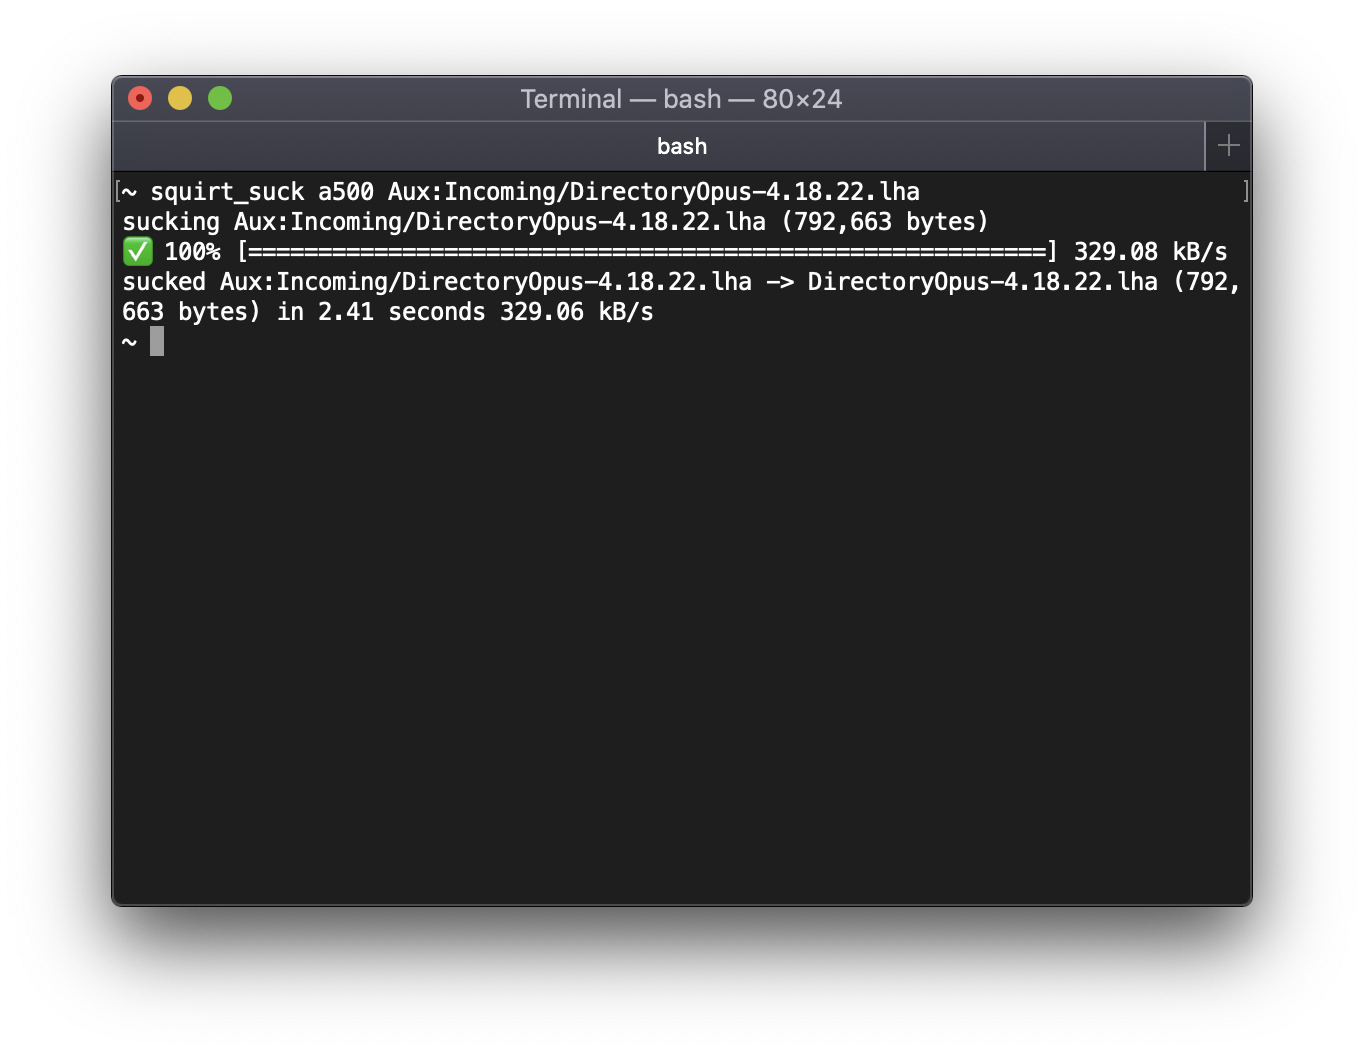 Terminal — bash — 80×24
bash
[~ squirt_suck a500 Aux:Incoming/DirectoryOpus-4.18.22.lha ]
sucking Aux:Incoming/DirectoryOpus-4.18.22.lha (792,663 bytes)
✅ 100% [=========================================================] 329.08 kB/s
sucked Aux:Incoming/DirectoryOpus-4.18.22.lha -> DirectoryOpus-4.18.22.lha (792,
663 bytes) in 2.41 seconds 329.06 kB/s
~